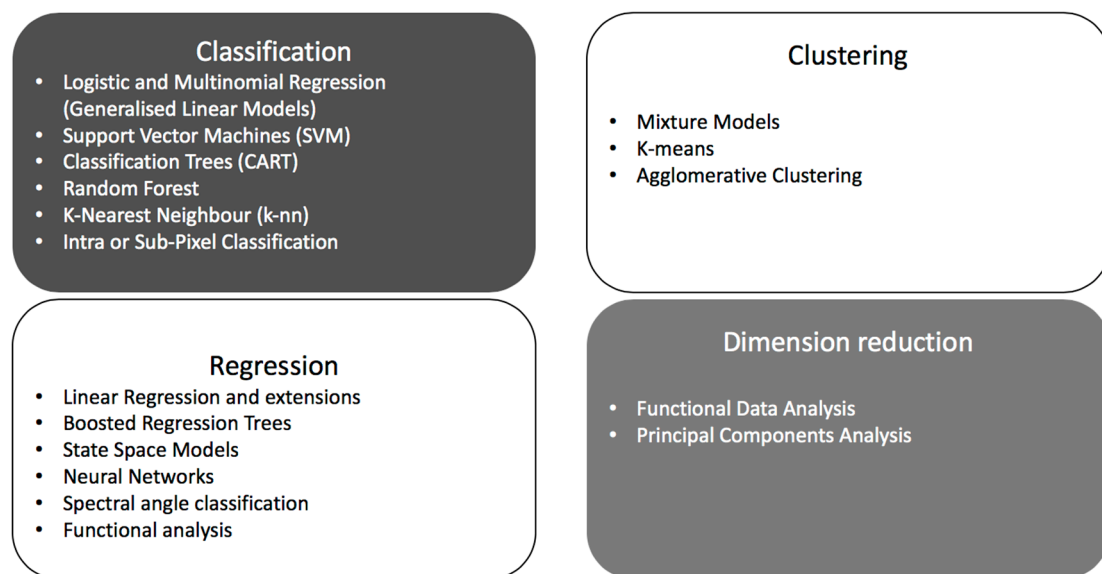 Classification
• Logistic and Multinomial Regression
(Generalised Linear Models)
• Support Vector Machines (SVM)
• Classification Trees (CART)
• Random Forest
• K-Nearest Neighbour (k-nn)
• Intra or Sub-Pixel Classification
Clustering
• Mixture Models
• K-means
• Agglomerative Clustering
Regression
• Linear Regression and extensions
• Boosted Regression Trees
• State Space Models
• Neural Networks
• Spectral angle classification
• Functional analysis
Dimension reduction
• Functional Data Analysis
• Principal Components Analysis